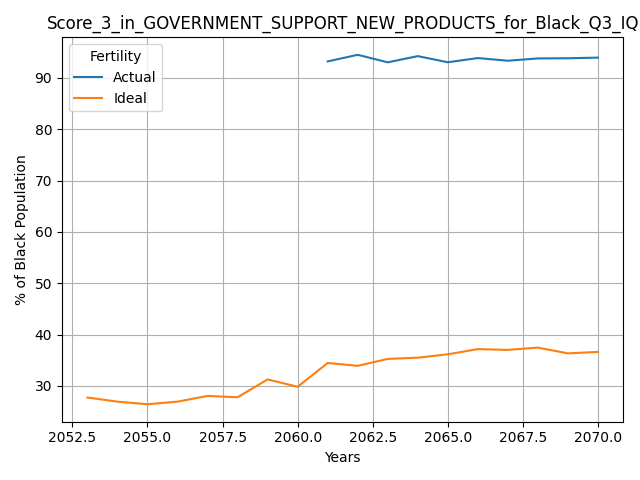 Score_3_in_GOVERNMENT_SUPPORT_NEW_PRODUCTS_for_Black_Q3_IQ
Fertility
Actual
Ideal
% of Black Population
90
80
70
60
50
40
30
2052.5 2055.0 2057.5 2060.0 2062.5 2065.0 2067.5 2070.0
Years